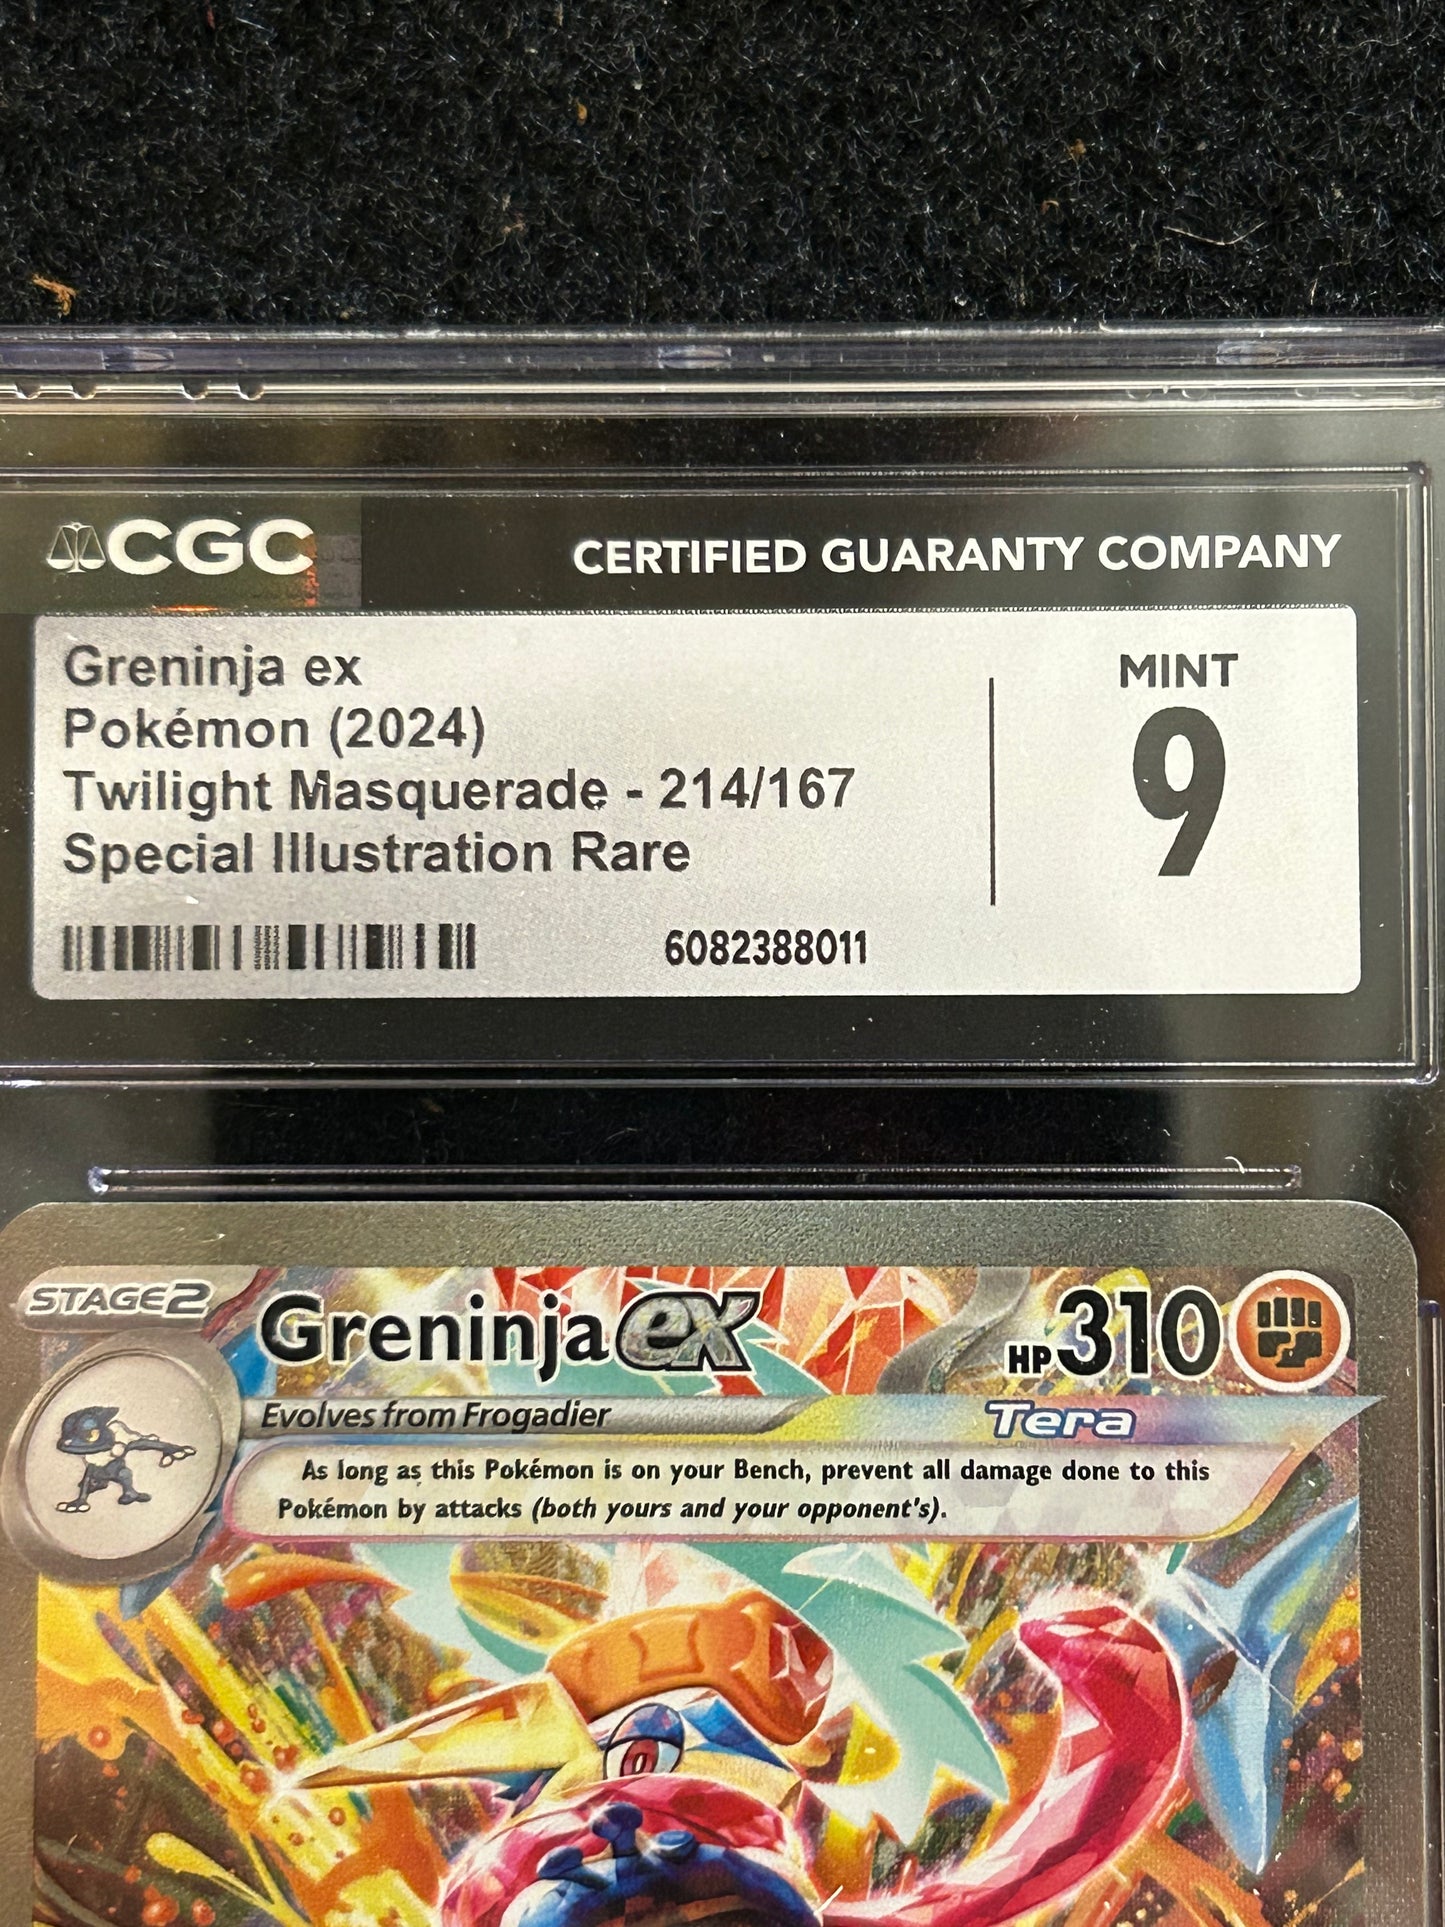 CGC
CERTIFIED GUARANTY COMPANY
Greninja ex
Pokémon (2024)
Twilight Masquerade - 214/167
Special Illustration Rare
MINT
9
6082388011
STAGE2
Greninja ex
HP310
Evolves from Frogadier
Tera
As long as this Pokémon is on your Bench, prevent all damage done to this
Pokémon by attacks (both yours and your opponent's).